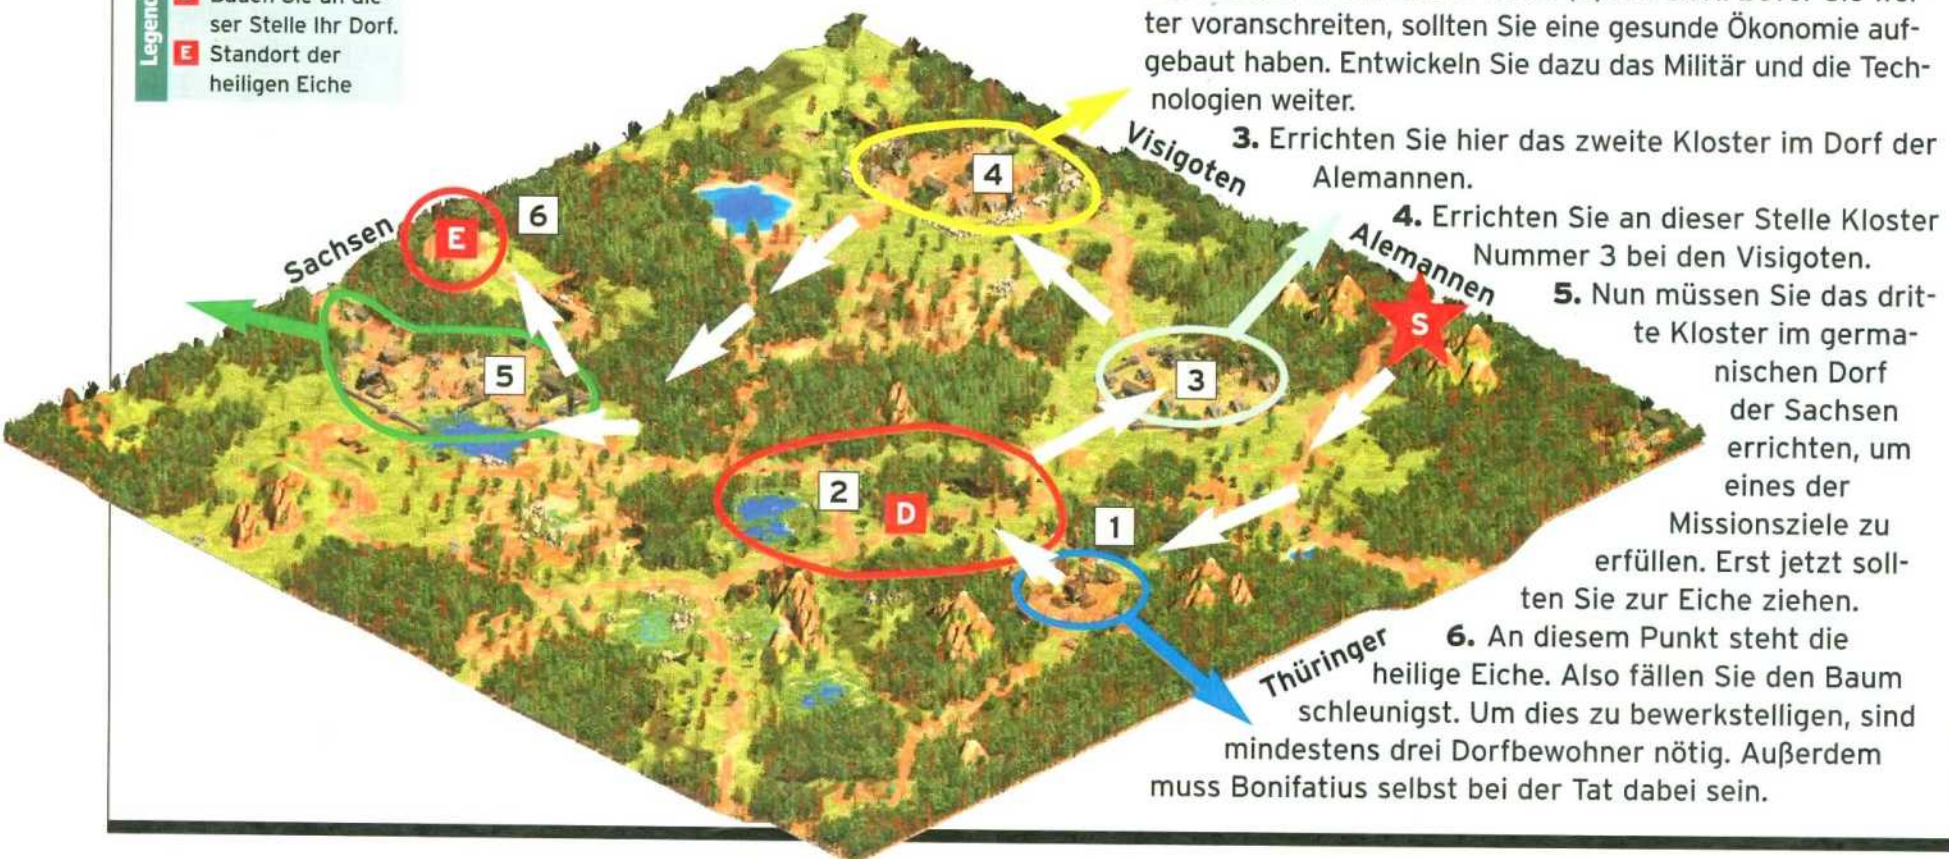 Legend
ser Stelle Ihr Dorf.
E Standort der
heiligen Eiche
ter voranschreiten, sollten Sie eine gesunde Ökonomie auf-
gebaut haben. Entwickeln Sie dazu das Militär und die Tech-
nologien weiter.
3. Errichten Sie hier das zweite Kloster im Dorf der
Alemannen.
4. Errichten Sie an dieser Stelle Kloster
Nummer 3 bei den Visigoten.
5. Nun müssen Sie das drit-
te Kloster im germa-
nischen Dorf
der Sachsen
errichten, um
eines der
Missionsziele zu
erfüllen. Erst jetzt soll-
ten Sie zur Eiche ziehen.
6. An diesem Punkt steht die
heilige Eiche. Also fällen Sie den Baum
schleunigst. Um dies zu bewerkstelligen, sind
mindestens drei Dorfbewohner nötig. Außerdem
muss Bonifatius selbst bei der Tat dabei sein.
Visigoten
Alemannen
Sachsen
Thüringer
4
E
6
S
5
3
2
D
1